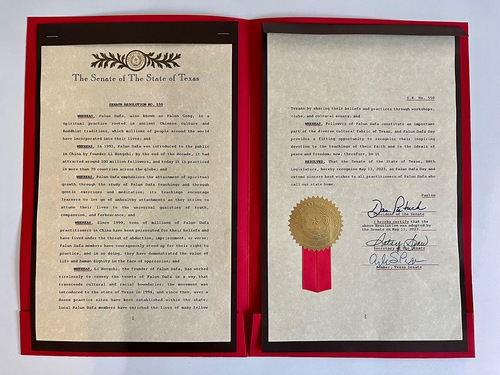 The Senate of The State of Texas
SENATE RESOLUTION NO. 550
WHEREAS, Falun Dafa, also known as Falun Gong, is a
spiritual practice rooted in ancient Chinese culture and
Buddhist traditions, which millions of people around the world
have incorporated into their lives; and
WHEREAS, In 1992, Falun Dafa was introduced to the public
in China by founder Li Hongzhi; by the end of the decade, it had
attracted around 100 million followers, and today it is practiced
in more than 70 countries across the globe; and
WHEREAS, Falun Dafa emphasizes the attainment of spiritual
growth through the study of Falun Dafa teachings and through
gentle exercises and meditation; its teachings encourage
learners to let go of unhealthy attachments as they strive to
attune their lives to the universal qualities of truth,
compassion, and forbearance; and
WHEREAS, Since 1999, tens of millions of Falun Dafa
practitioners in China have been persecuted for their beliefs and
have lived under the threat of abduction, imprisonment, or worse;
Falun Dafa members have courageously stood up for their right to
practice, and in so doing, they have demonstrated the value of
life and human dignity in the face of oppression; and
WHEREAS, Li Hongzhi, the founder of Falun Dafa, has worked
tirelessly to convey the tenets of Falun Dafa in a way that
transcends cultural and racial boundaries; the movement was
introduced to the state of Texas in 1994, and since then, over a
dozen practice sites have been established within the state;
local Falun Dafa members have enriched the lives of many fellow
1
S.R. No. 550
Texans by sharing their beliefs and practices through workshops,
clubs, and cultural events; and
WHEREAS, Followers of Falun Dafa constitute an important
part of the diverse cultural fabric of Texas, and Falun Dafa Day
provides a fitting opportunity to recognize their inspiring
devotion to the teachings of their faith and to the ideals of
peace and freedom; now, therefore, be it
RESOLVED, That the Senate of the State of Texas, 88th
Legislature, hereby recognize May 13, 2023, as Falun Dafa Day and
extend sincere best wishes to all practitioners of Falun Dafa who
call our state home.
Paxton
President of the Senate
I hereby certify that the
above Resolution was adopted by
the Senate on May 11, 2023.
Secretary of the Senate
Member, Texas Senate
2